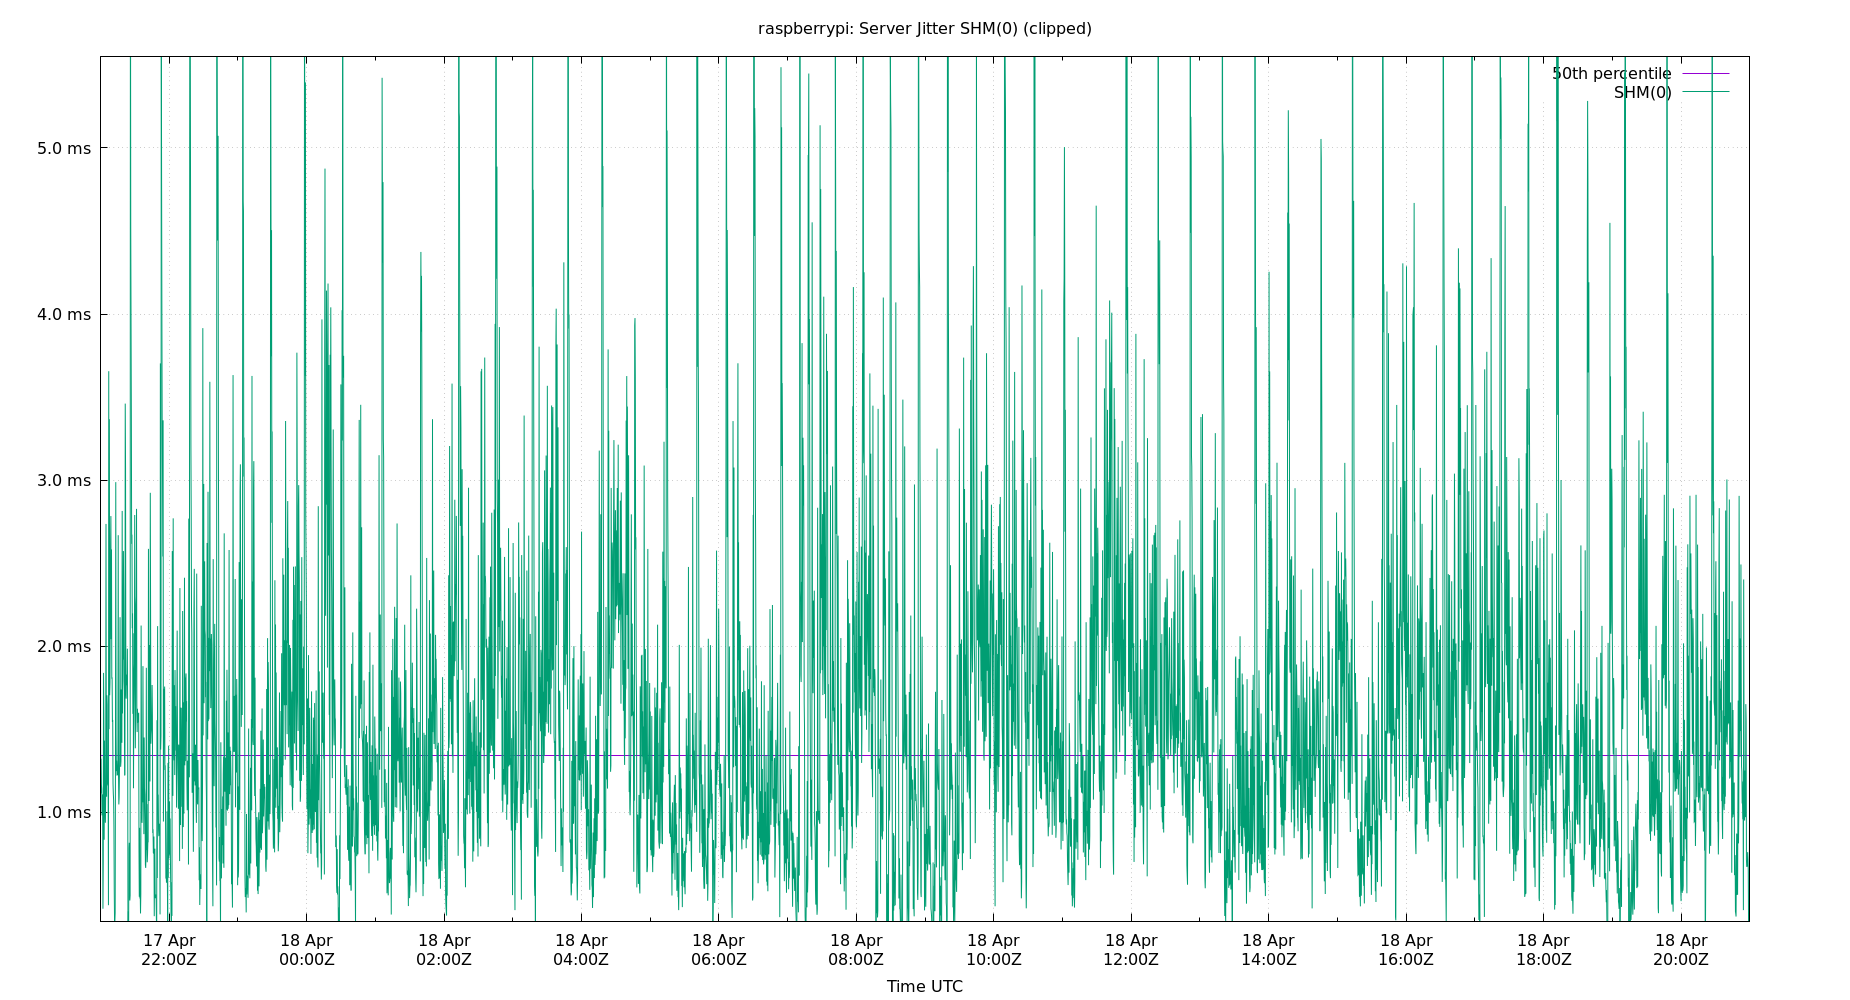 raspberrypi: Server Jitter SHM(0) (clipped)
50th percentile
SHM(0)
5.0 ms
4.0 ms
3.0 ms
2.0 ms
1.0 ms
17 Apr 18 Apr 18 Apr 18 Apr 18 Apr 18 Apr 18 Apr 18 Apr 18 Apr 18 Apr 18 Apr 18 Apr
22:00Z 00:00Z 02:00Z 04:00Z 06:00Z 08:00Z 10:00Z 12:00Z 14:00Z 16:00Z 18:00Z 20:00Z
Time UTC